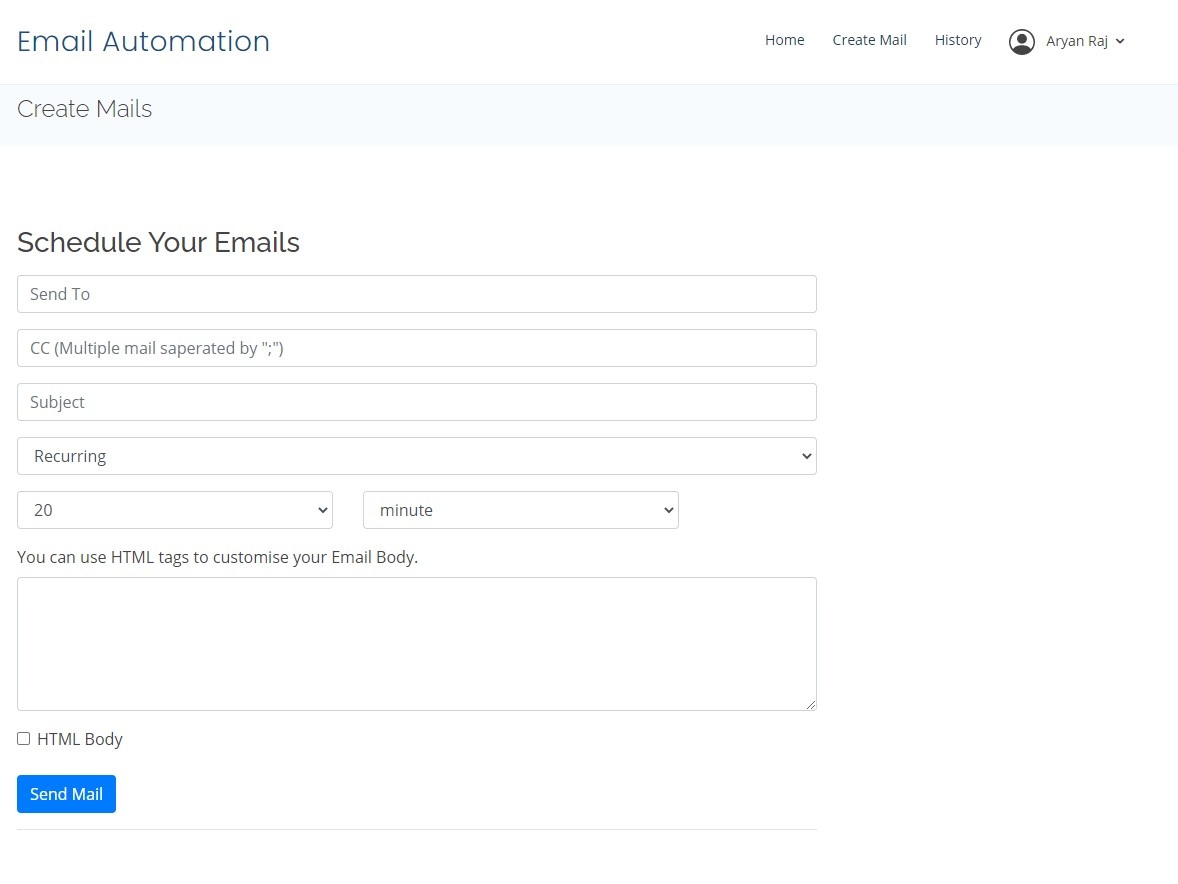 Email Automation
Home
Create Mail
History
Aryan Raj
Create Mails
Schedule Your Emails
Send To
CC (Multiple mail saperated by ";")
Subject
Recurring
20
minute
You can use HTML tags to customise your Email Body.
HTML Body
Send Mail